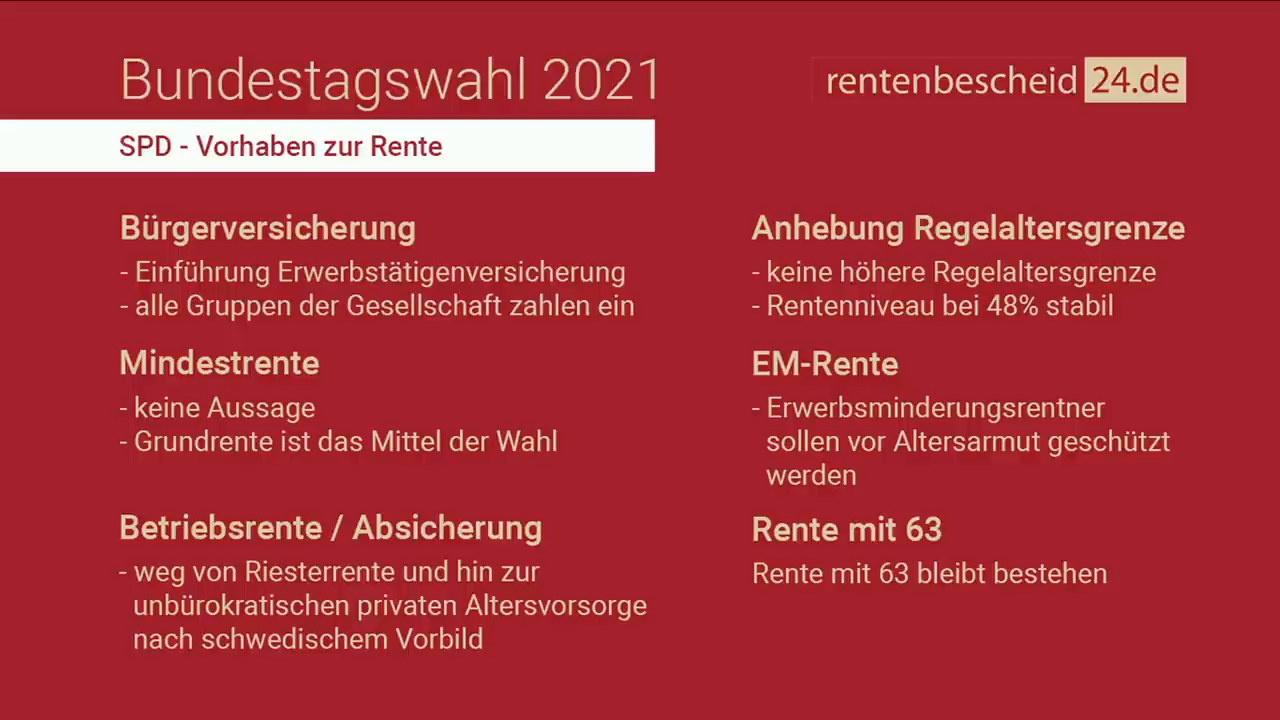 Bundestagswahl 2021
rentenbescheid 24.de
SPD - Vorhaben zur Rente
Bürgerversicherung
- Einführung Erwerbstätigenversicherung
- alle Gruppen der Gesellschaft zahlen ein
Mindestrente
- keine Aussage
- Grundrente ist das Mittel der Wahl
Betriebsrente / Absicherung
- weg von Riesterrente und hin zur
unbürokratischen privaten Altersvorsorge
nach schwedischem Vorbild
Anhebung Regelaltersgrenze
- keine höhere Regelaltersgrenze
- Rentenniveau bei 48% stabil
EM-Rente
- Erwerbsminderungsrentner
sollen vor Altersarmut geschützt
werden
Rente mit 63
Rente mit 63 bleibt bestehen